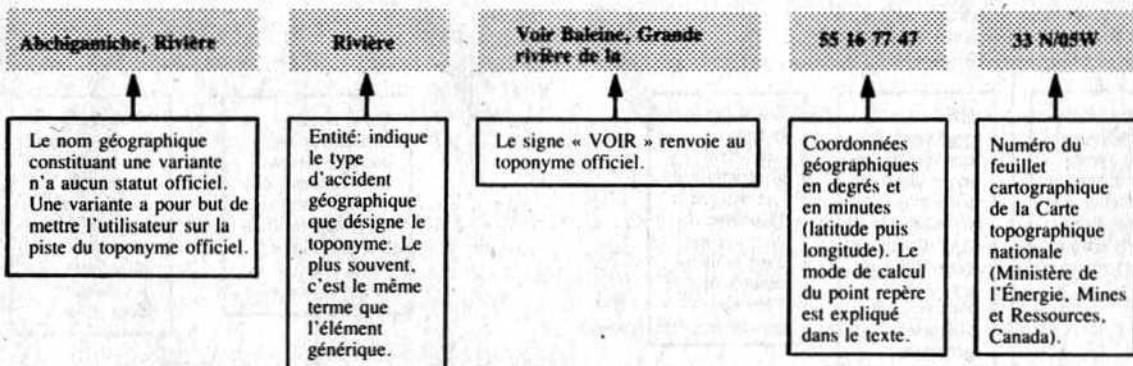 Abchigamiche, Rivière
Rivière
Voir Baleine, Grande
rivière de la
55 16 77 47
33 N/05W
Le nom géographique
constituant une variante
n'a aucun statut officiel.
Une variante a pour but de
mettre l'utilisateur sur la
piste du toponyme officiel.
Entité: indique
le type
d'accident
géographique
que désigne le
toponyme. Le
plus souvent,
c'est le même
terme que
l'élément
générique.
Le signe « VOIR » renvoie au
toponyme officiel.
Coordonnées
géographiques
en degrés et
en minutes
(latitude puis
longitude). Le
mode de calcul
du point repère
est expliqué
dans le texte.
Numéro du
feuillet
cartographique
de la Carte
topographique
nationale
(Ministère de
l'Énergie, Mines
et Ressources,
Canada).